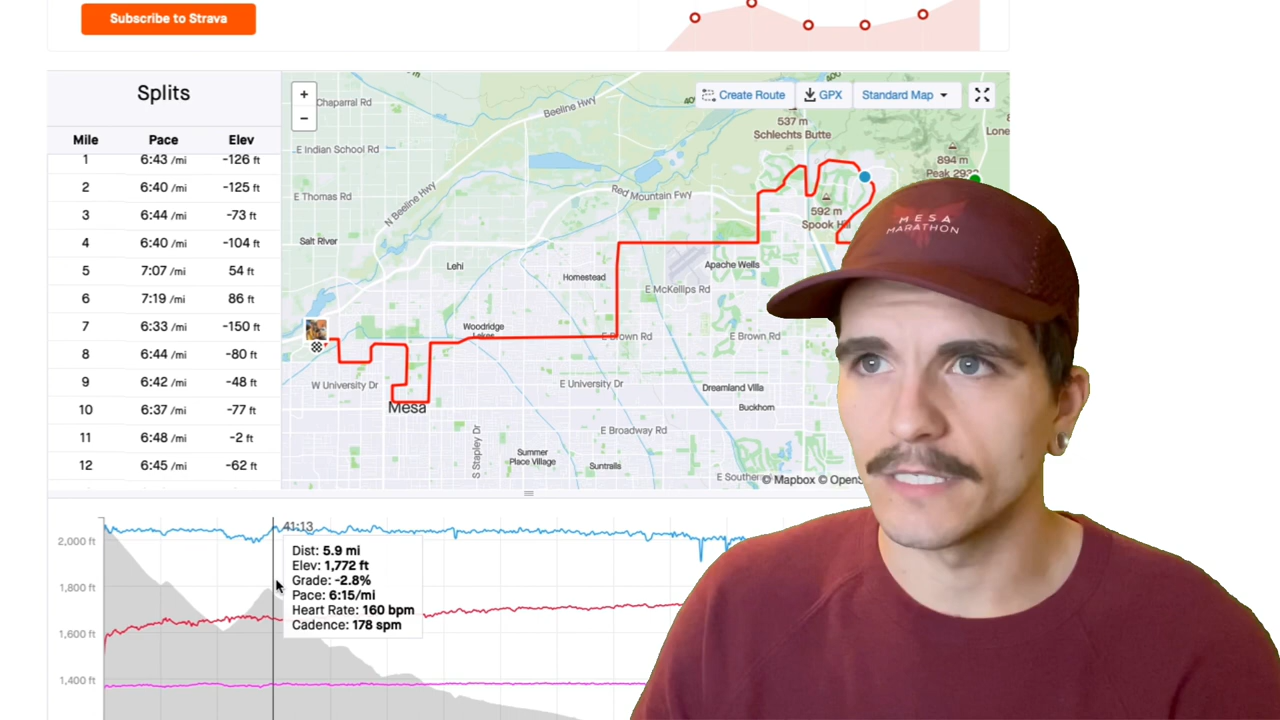 Subscribe to Strava
Splits
Mile Pace Elev
1 6:43 /mi -126 ft
2 6:40 /mi -125 ft
3 6:44 /mi -73 ft
4 6:40 /mi -104 ft
5 7:07 /mi 54 ft
6 7:19 /mi 86 ft
7 6:33 /mi -150 ft
8 6:44 /mi -80 ft
9 6:42 /mi -48 ft
10 6:37 /mi -77 ft
11 6:48 /mi -2 ft
12 6:45 /mi -62 ft
+
−
Create Route
GPX
Standard Map
Chaparral Rd
Beeline Hwy
537 m
Schlechts Butte
E Indian School Rd
894 m
Peak 293
Lone
E Thomas Rd
N Beeline Hwy
Red Mountain Fwy
592 m
Spook Hill
Salt River
Lehi
Homestead
Apache Wells
E McKellips Rd
Woodridge
Lakes
E Brown Rd
E Brown Rd
W University Dr
E University Dr
Dreamland Villa
Mesa
Buckhorn
S Stapley Dr
E Broadway Rd
Summer
Place Village
Suntralls
E Souther
© Mapbox © OpenS
MESA
MARATHON
2,000 ft
1,800 ft
1,600 ft
1,400 ft
41:13
Dist: 5.9 mi
Elev: 1,772 ft
Grade: -2.8%
Pace: 6:15/mi
Heart Rate: 160 bpm
Cadence: 178 spm